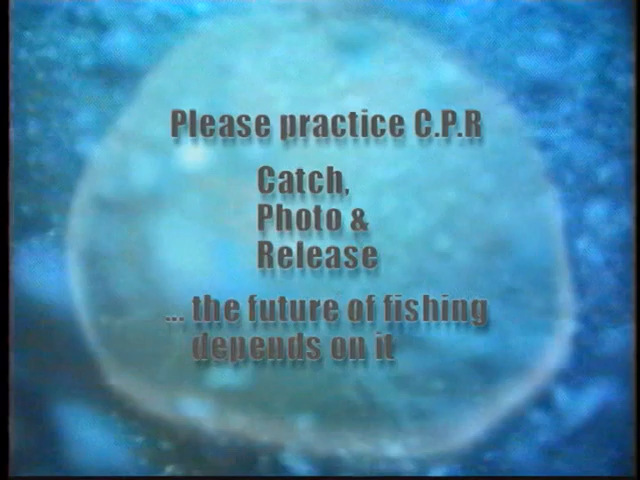 Please practice C.P.R
Catch,
Photo &
Release
... the future of fishing
depends on it